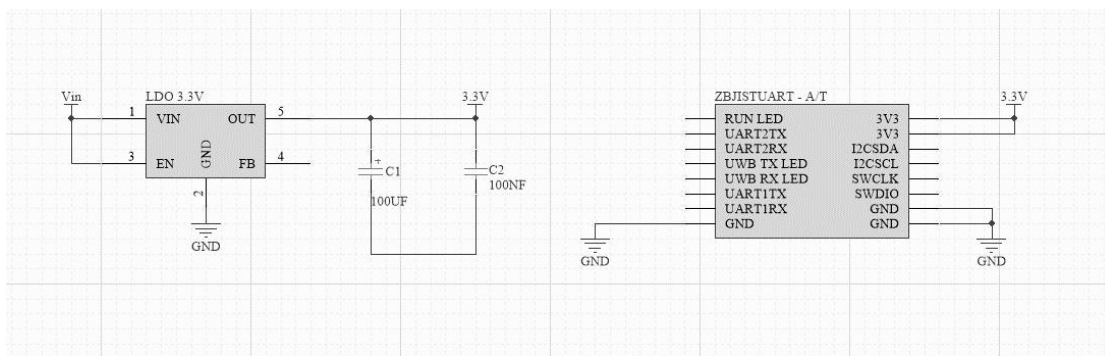 Vin
LDO 3.3V
1 VIN OUT 5
3 EN GND FB 4
2
GND
3.3V
C1
100UF
C2
100NF
ZBJISTUART - A/T
3.3V
RUN LED 3V3
UART2TX 3V3
UART2RX I2CSDA
UWB TX LED I2CSCL
UWB RX LED SWCLK
UART1TX SWDIO
UART1RX GND
GND GND
GND
GND